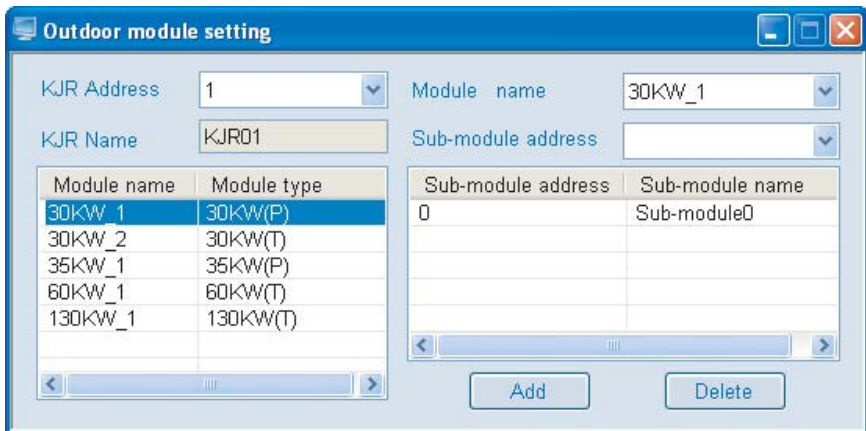 Outdoor module setting
KJR Address 1
KJR Name KJR01
Module name 30KW_1
Sub-module address
Module name Module type
30KW_1 30KW(P)
30KW_2 30KW(T)
35KW_1 35KW(P)
60KW_1 60KW(T)
130KW_1 130KW(T)
Sub-module address Sub-module name
0 Sub-module0
Add Delete